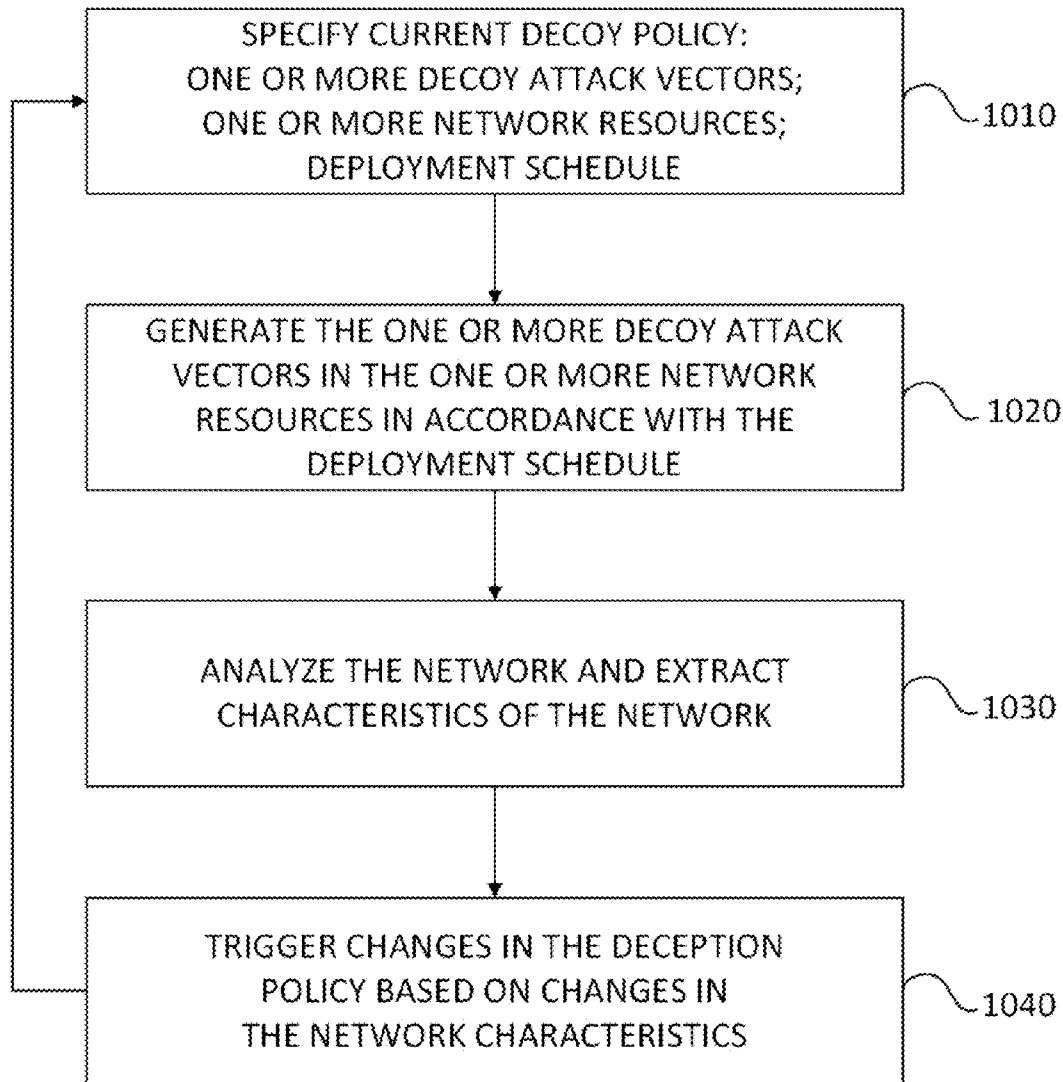 SPECIFY CURRENT DECOY POLICY:
ONE OR MORE DECOY ATTACK VECTORS;
ONE OR MORE NETWORK RESOURCES;
DEPLOYMENT SCHEDULE
1010
GENERATE THE ONE OR MORE DECOY ATTACK
VECTORS IN THE ONE OR MORE NETWORK
RESOURCES IN ACCORDANCE WITH THE
DEPLOYMENT SCHEDULE
1020
ANALYZE THE NETWORK AND EXTRACT
CHARACTERISTICS OF THE NETWORK
1030
TRIGGER CHANGES IN THE DECEPTION
POLICY BASED ON CHANGES IN
THE NETWORK CHARACTERISTICS
1040